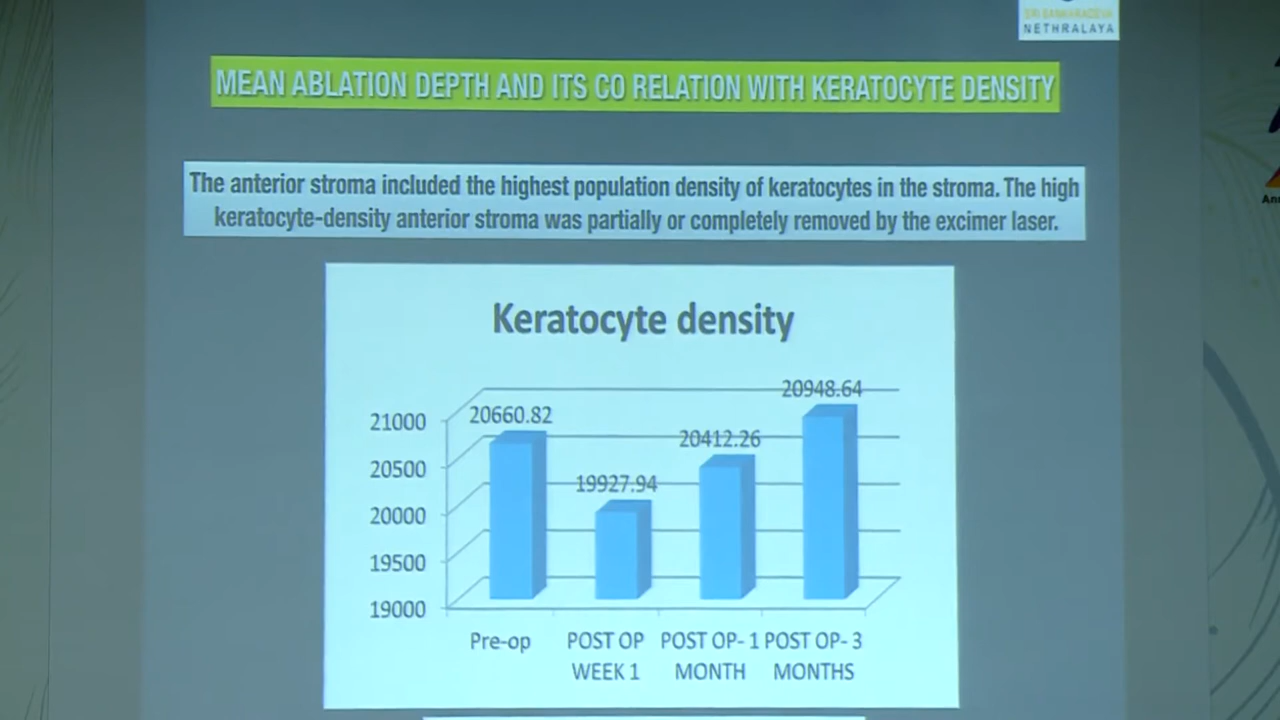 SRI SANKARADEVA
NETHRALAYA
MEAN ABLATION DEPTH AND ITS CO RELATION WITH KERATOCYTE DENSITY
The anterior stroma included the highest population density of keratocytes in the stroma. The high
keratocyte-density anterior stroma was partially or completely removed by the excimer laser.
Keratocyte density
21000
20500
20000
19500
19000
20660.82
19927.94
20412.26
20948.64
Pre-op
POST OP
WEEK 1
POST OP- 1
MONTH
POST OP- 3
MONTHS